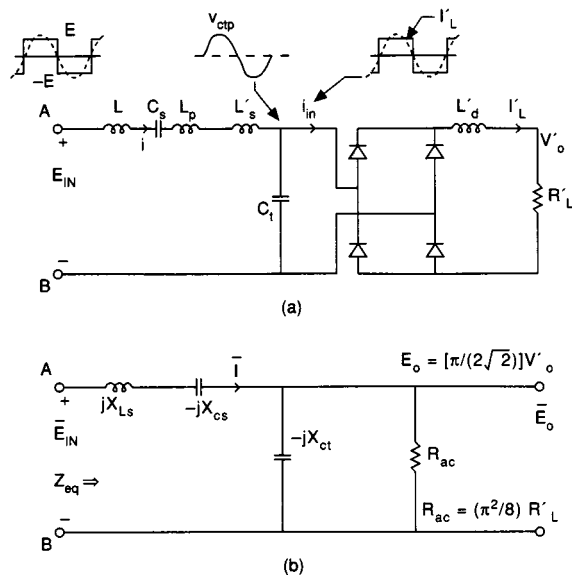 E
-E
v_ctp
I'_L
A
L
C_s
L_p
L'_s
i_in
L'_d
I'_L
+
i
V'_o
E_IN
C_t
R'_L
−
B
(a)
A
Ī
E_o = [π/(2√2)]V'_o
+
jX_Ls
-jX_cs
Ē_IN
-jX_ct
Ē_o
R_ac
Z_eq ⇒
−
R_ac = (π²/8) R'_L
B
(b)